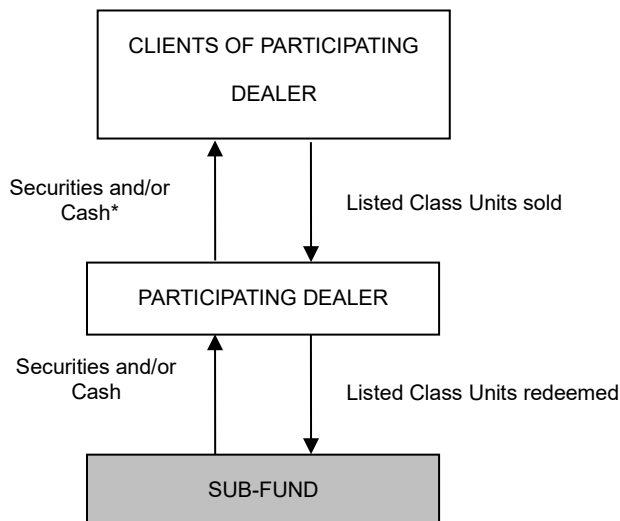 CLIENTS OF PARTICIPATING
DEALER
Securities and/or
Cash*
Listed Class Units sold
PARTICIPATING DEALER
Securities and/or
Cash
Listed Class Units redeemed
SUB-FUND